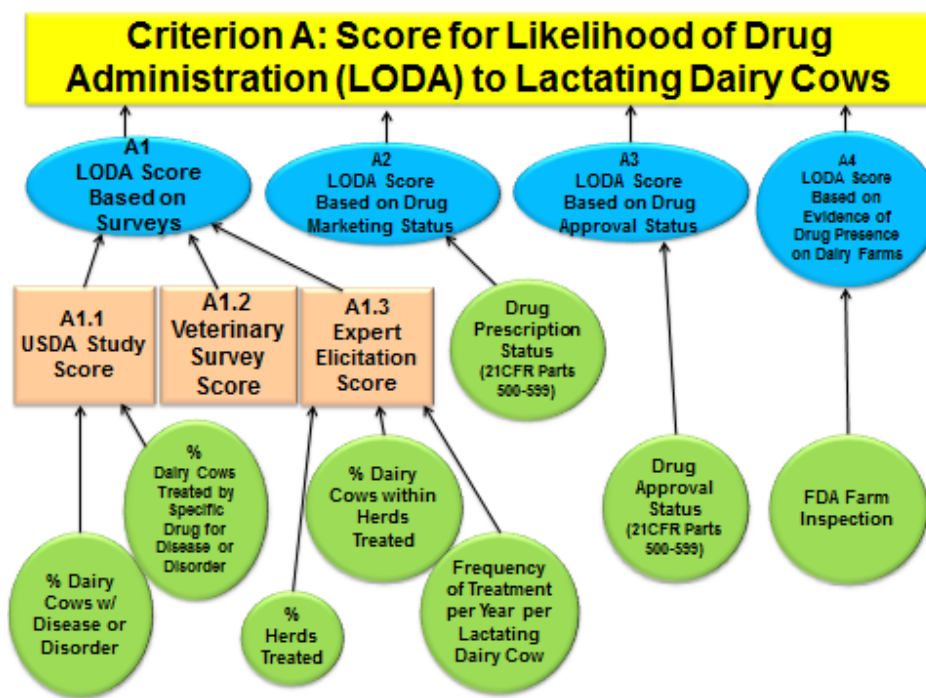 Criterion A: Score for Likelihood of Drug
Administration (LODA) to Lactating Dairy Cows
A1
LODA Score
Based on
Surveys
A2
LODA Score
Based on Drug
Marketing Status
A3
LODA Score
Based on Drug
Approval Status
A4
LODA Score
Based on
Evidence of
Drug Presence
on Dairy Farms
A1.1
USDA Study
Score
A1.2
Veterinary
Survey
Score
A1.3
Expert
Elicitation
Score
Drug
Prescription
Status
(21CFR Parts
500-599)
%
Dairy Cows
Treated by
Specific
Drug for
Disease or
Disorder
% Dairy
Cows within
Herds
Treated
Drug
Approval
Status
(21CFR Parts
500-599)
FDA Farm
Inspection
% Dairy
Cows w/
Disease or
Disorder
%
Herds
Treated
Frequency
of Treatment
per Year per
Lactating
Dairy Cow